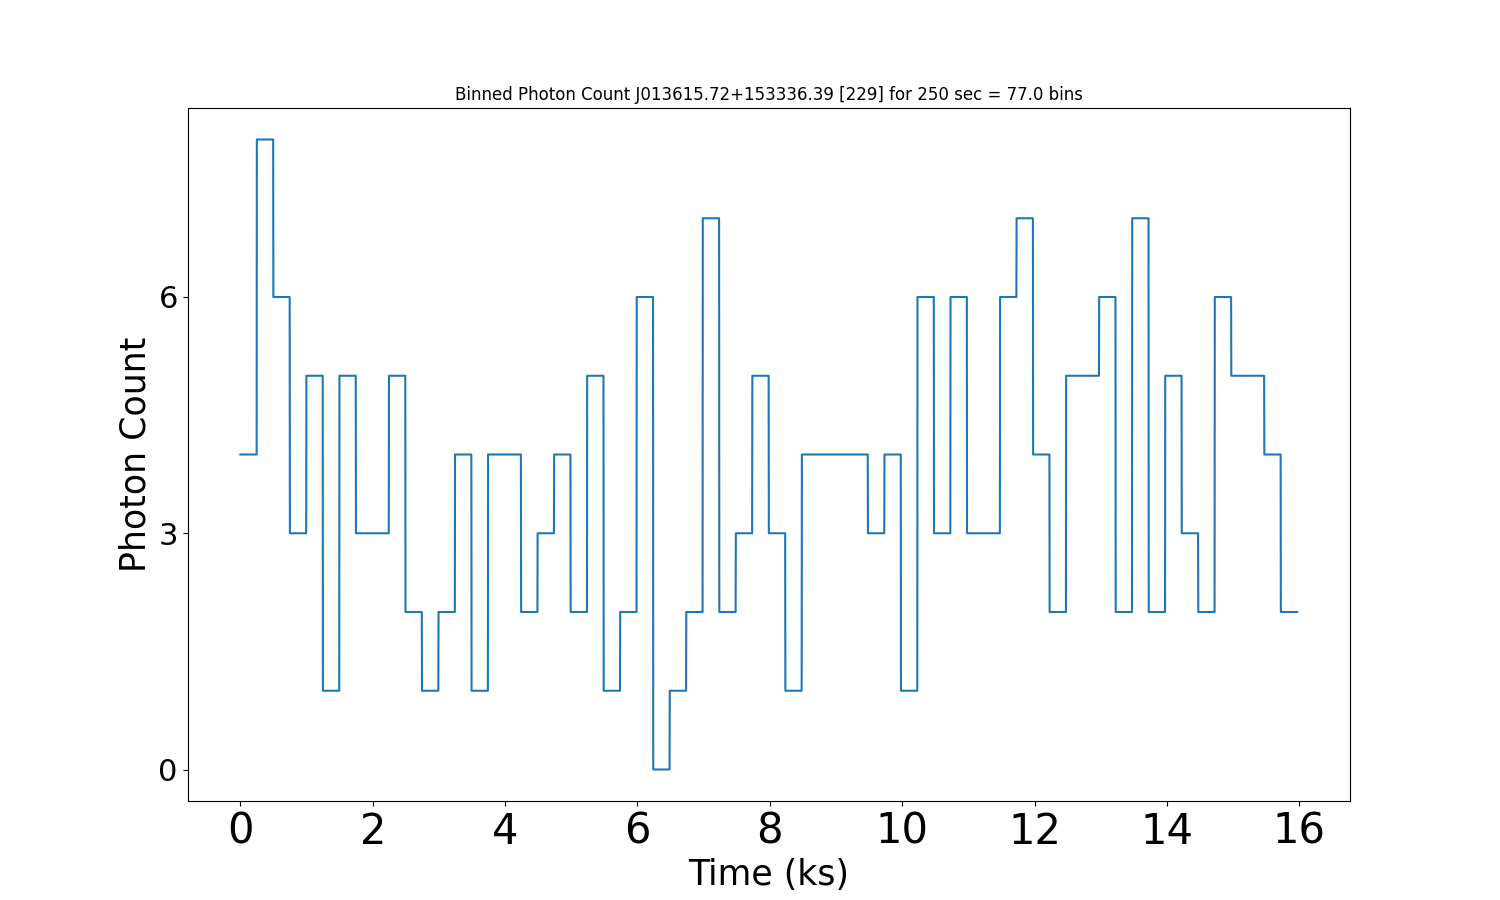 Binned Photon Count J013615.72+153336.39 [229] for 250 sec = 77.0 bins
Photon Count
6
3
0
0 2 4 6 8 10 12 14 16
Time (ks)